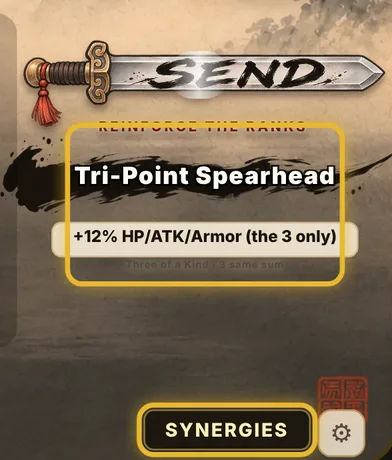 SEND
REINFORCE THE RANKS
Tri-Point Spearhead
+12% HP/ATK/Armor (the 3 only)
Three of a Kind · 3 same sum
SYNERGIES